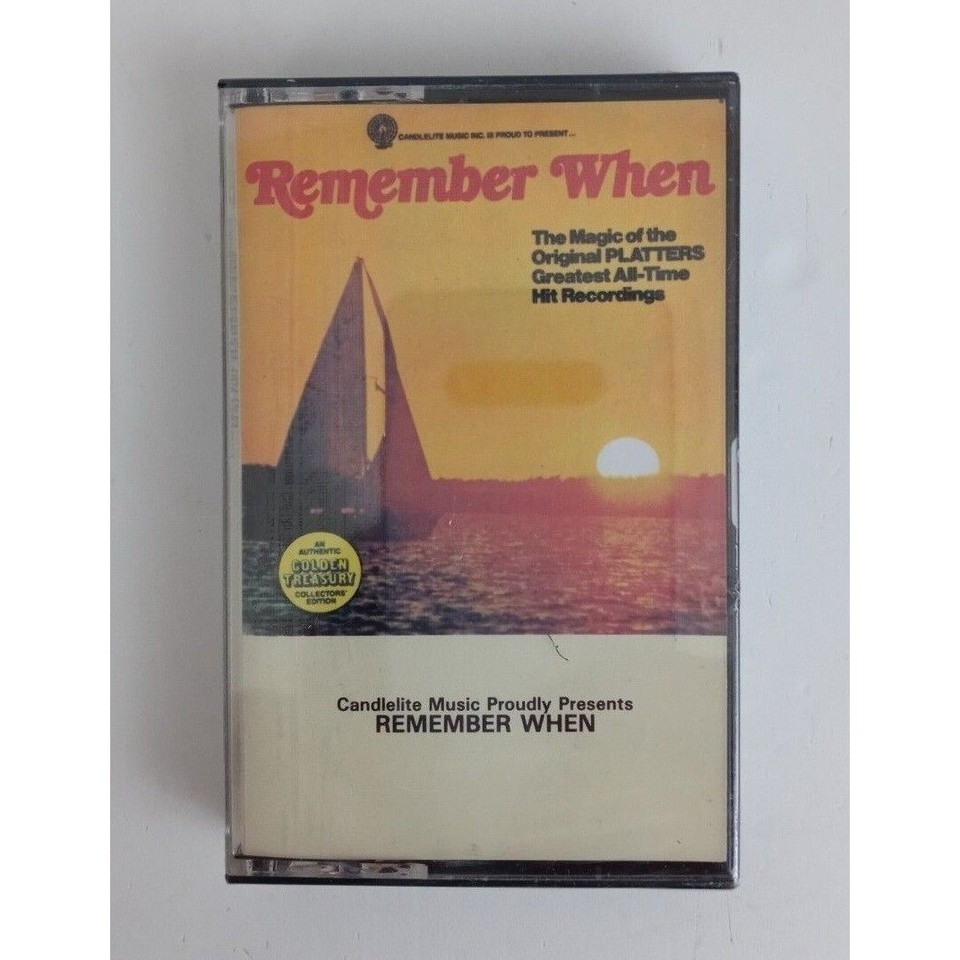 CANDLELITE MUSIC INC. IS PROUD TO PRESENT...
Remember When
The Magic of the
Original PLATTERS
Greatest All-Time
Hit Recordings
AN
AUTHENTIC
GOLDEN
TREASURY
COLLECTORS'
EDITION
Candlelite Music Proudly Presents
REMEMBER WHEN